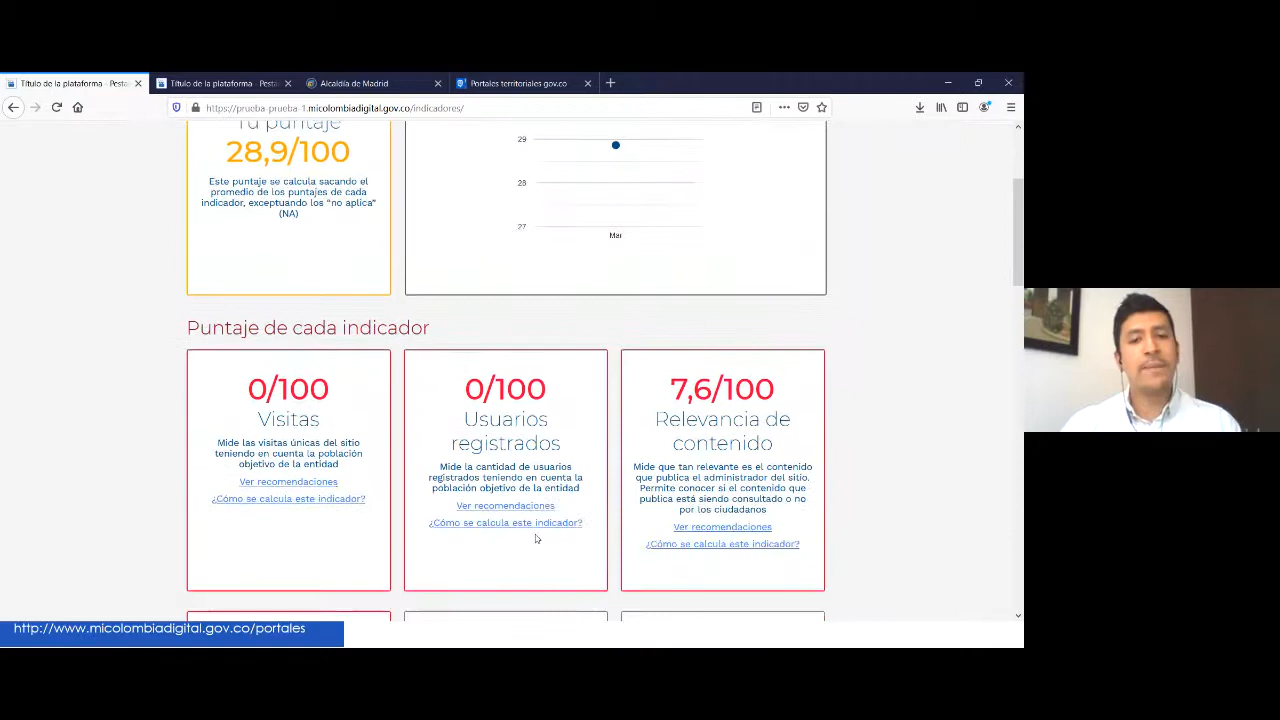 Título de la plataforma - Pesta
Título de la plataforma - Pesta
Alcaldía de Madrid
Portales territoriales gov.co
https://prueba-prueba-1.micolombiadigital.gov.co/indicadores/
Tu puntaje
28,9/100
Este puntaje se calcula sacando el
promedio de los puntajes de cada
indicador, exceptuando los "no aplica"
(NA)
29
28
27
Mar
Puntaje de cada indicador
0/100
Visitas
Mide las visitas únicas del sitio
teniendo en cuenta la población
objetivo de la entidad
Ver recomendaciones
¿Cómo se calcula este indicador?
0/100
Usuarios
registrados
Mide la cantidad de usuarios
registrados teniendo en cuenta la
población objetivo de la entidad
Ver recomendaciones
¿Cómo se calcula este indicador?
7,6/100
Relevancia de
contenido
Mide que tan relevante es el contenido
que publica el administrador del sitio.
Permite conocer si el contenido que
publica está siendo consultado o no
por los ciudadanos
Ver recomendaciones
¿Cómo se calcula este indicador?
http://www.micolombiadigital.gov.co/portales